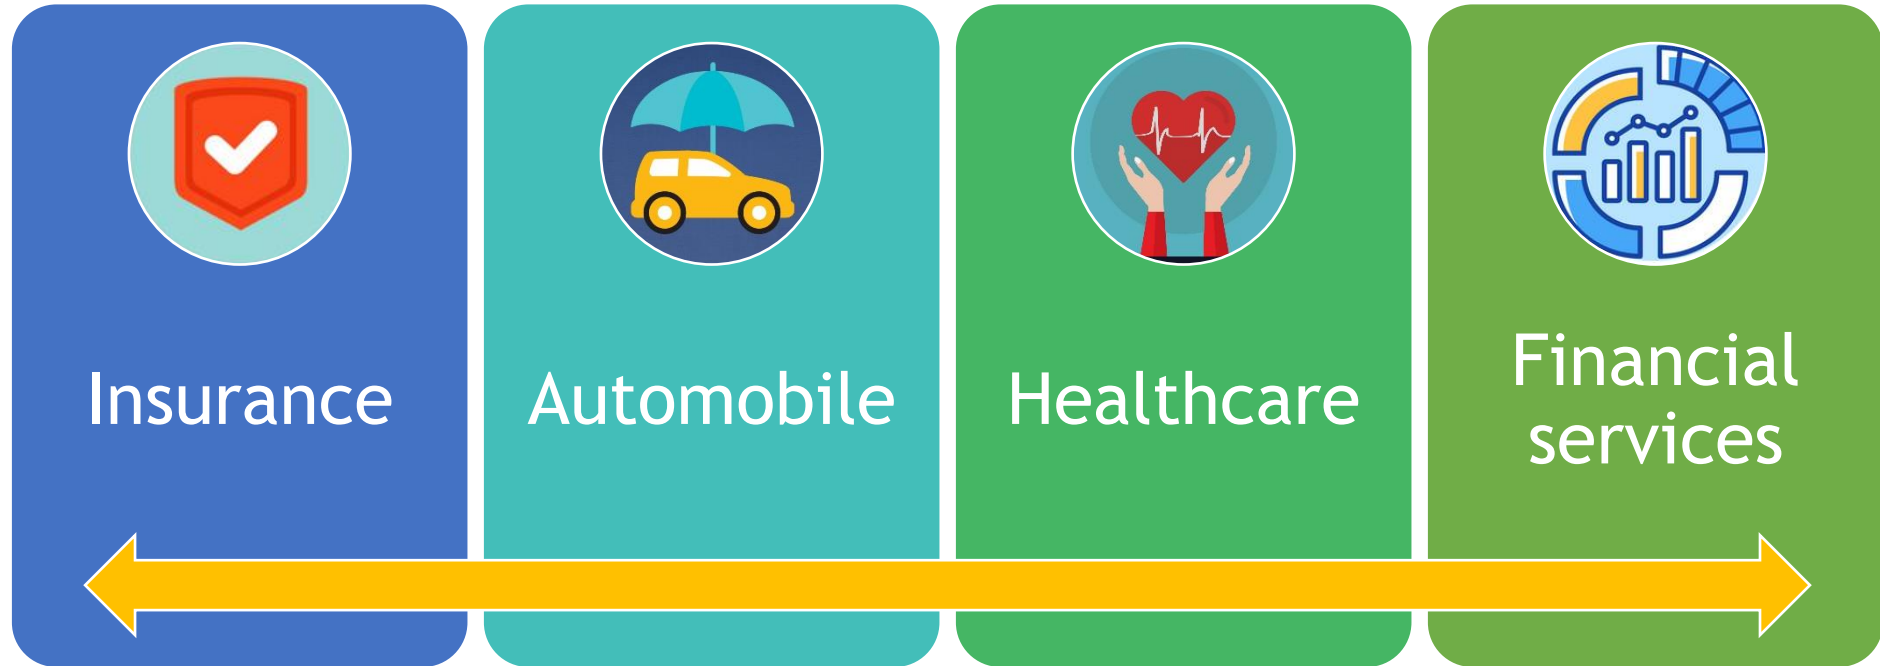 Insurance
Automobile
Healthcare
Financial
services